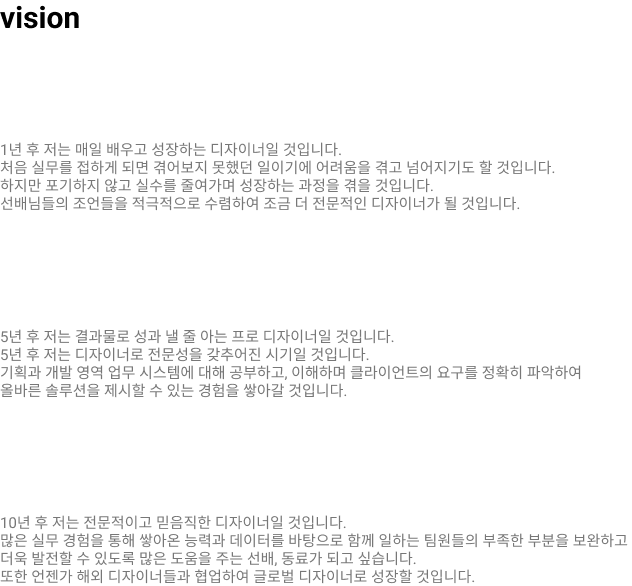 vision
1년 후 저는 매일 배우고 성장하는 디자이너일 것입니다.
처음 실무를 접하게 되면 겪어보지 못했던 일이기에 어려움을 겪고 넘어지기도 할 것입니다.
하지만 포기하지 않고 실수를 줄여가며 성장하는 과정을 겪을 것입니다.
선배님들의 조언들을 적극적으로 수렴하여 조금 더 전문적인 디자이너가 될 것입니다.
5년 후 저는 결과물로 성과 낼 줄 아는 프로 디자이너일 것입니다.
5년 후 저는 디자이너로 전문성을 갖추어진 시기일 것입니다.
기획과 개발 영역 업무 시스템에 대해 공부하고, 이해하며 클라이언트의 요구를 정확히 파악하여
올바른 솔루션을 제시할 수 있는 경험을 쌓아갈 것입니다.
10년 후 저는 전문적이고 믿음직한 디자이너일 것입니다.
많은 실무 경험을 통해 쌓아온 능력과 데이터를 바탕으로 함께 일하는 팀원들의 부족한 부분을 보완하고
더욱 발전할 수 있도록 많은 도움을 주는 선배, 동료가 되고 싶습니다.
또한 언젠가 해외 디자이너들과 협업하여 글로벌 디자이너로 성장할 것입니다.